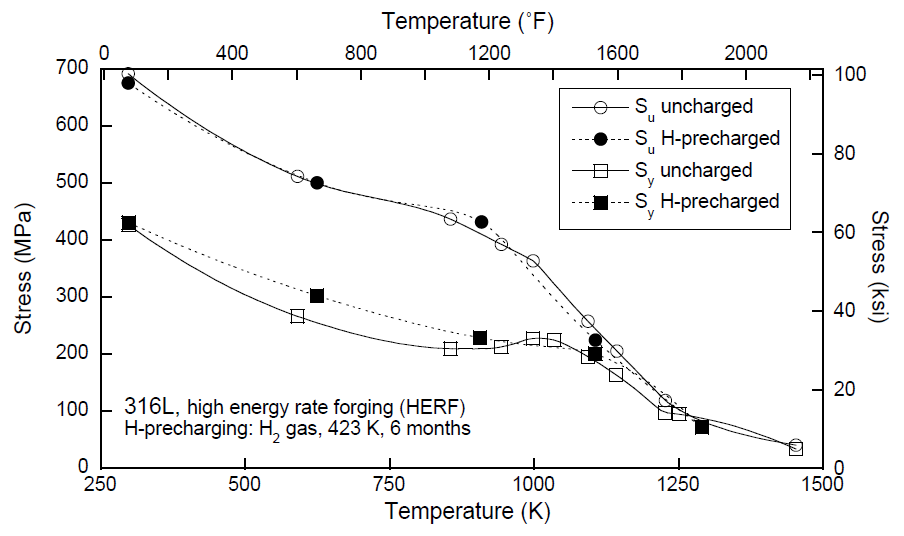 Temperature (˚F)
0 400 800 1200 1600 2000
700 100
600
80
500
60
400
300 40
200
20
100
0 0
250 500 750 1000 1250 1500
Temperature (K)
Stress (MPa)
Stress (ksi)
Su uncharged
Su H-precharged
Sy uncharged
Sy H-precharged
316L, high energy rate forging (HERF)
H-precharging: H2 gas, 423 K, 6 months